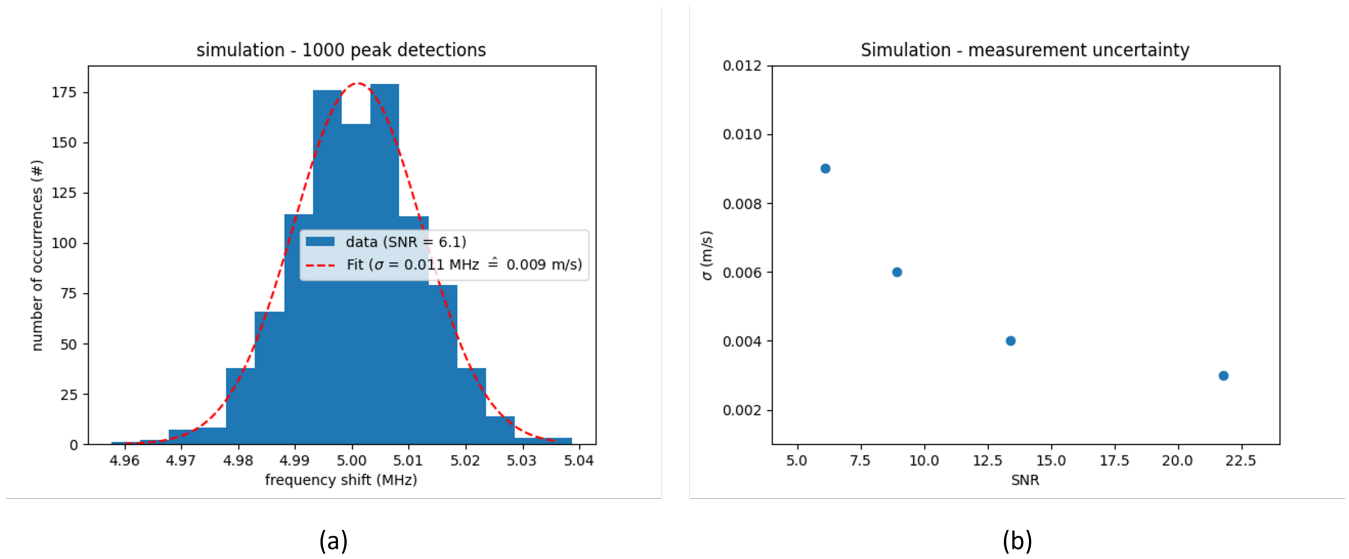 simulation - 1000 peak detections
number of occurrences (#)
175
150
125
100
75
50
25
0
data (SNR = 6.1)
Fit (σ = 0.011 MHz ≙ 0.009 m/s)
4.96 4.97 4.98 4.99 5.00 5.01 5.02 5.03 5.04
frequency shift (MHz)
(a)
Simulation - measurement uncertainty
σ (m/s)
0.012
0.010
0.008
0.006
0.004
0.002
5.0 7.5 10.0 12.5 15.0 17.5 20.0 22.5
SNR
(b)